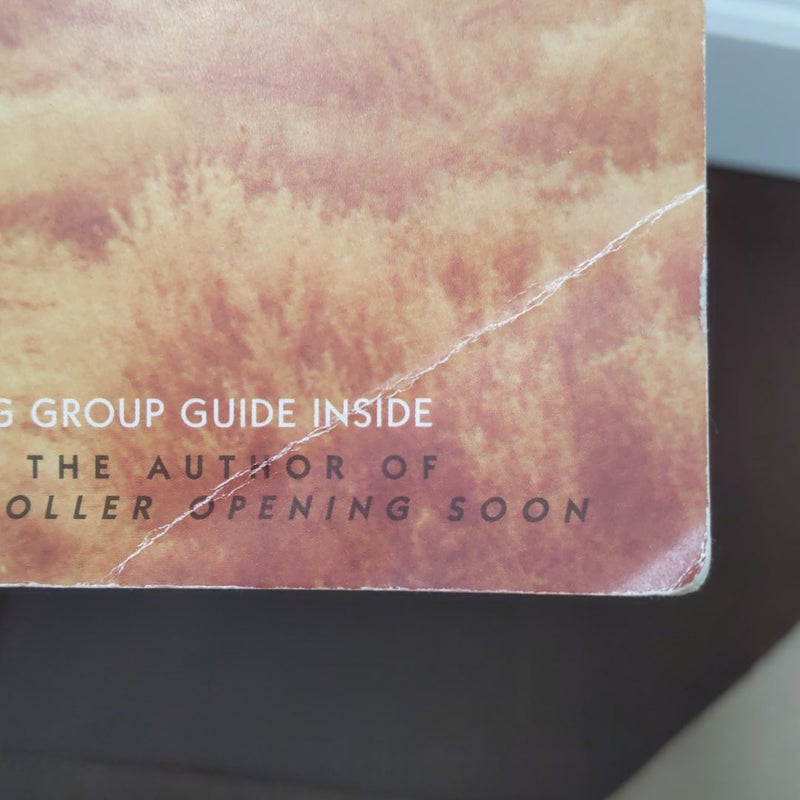 G GROUP GUIDE INSIDE
THE AUTHOR OF
OLLER OPENING SOON